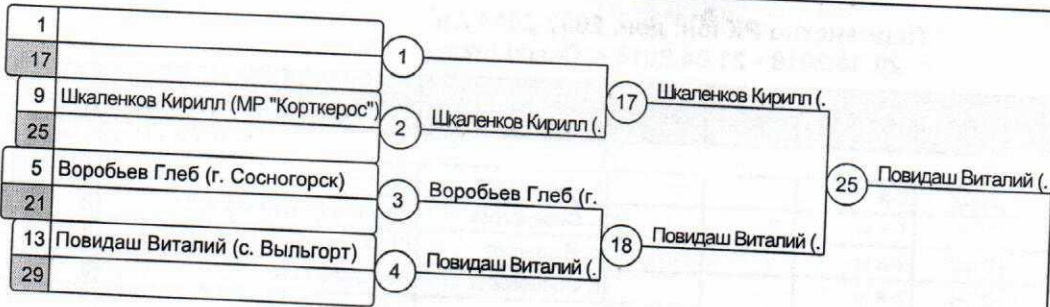 1
17
1
9 Шкаленков Кирилл (МР "Корткерос")
25
2 Шкаленков Кирилл (.
17 Шкаленков Кирилл (.
5 Воробьев Глеб (г. Сосногорск)
21
3 Воробьев Глеб (г.
13 Повидаш Виталий (с. Выльгорт)
29
4 Повидаш Виталий (.
18 Повидаш Виталий (.
25 Повидаш Виталий (.